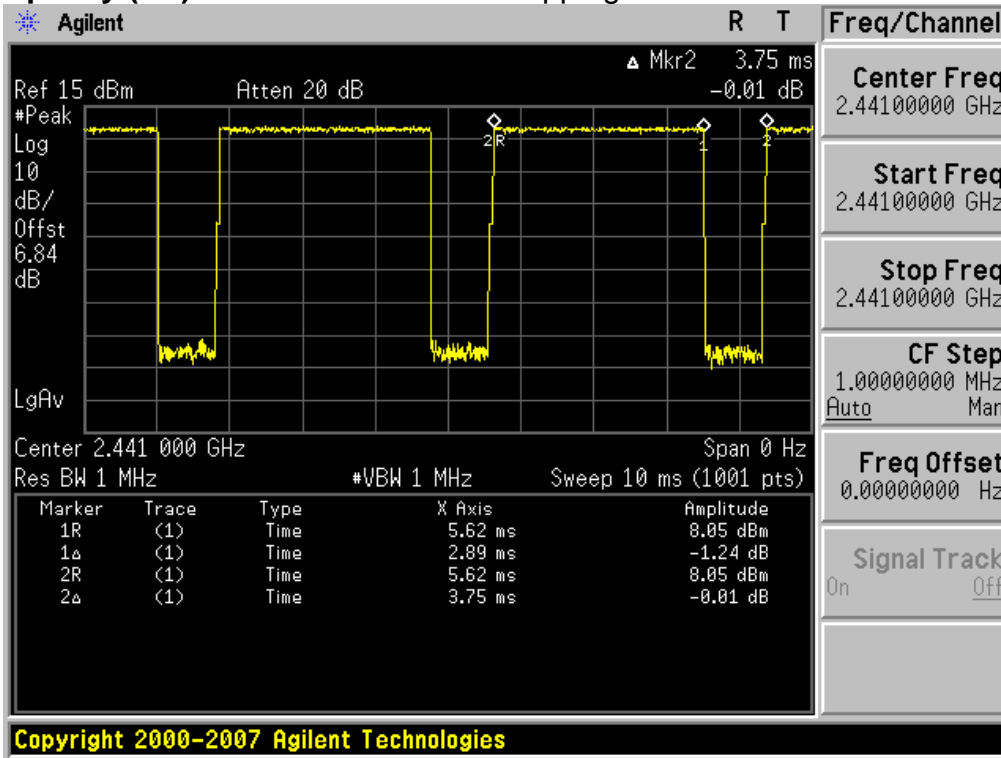 Agilent R T
△ Mkr2 3.75 ms
Ref 15 dBm Atten 20 dB -0.01 dB
#Peak
Log
10
dB/
Offst
6.84
dB
LgAv
2R
1
2
Center 2.441 000 GHz Span 0 Hz
Res BW 1 MHz #VBW 1 MHz Sweep 10 ms (1001 pts)
Marker Trace Type X Axis Amplitude
1R (1) Time 5.62 ms 8.05 dBm
1△ (1) Time 2.89 ms -1.24 dB
2R (1) Time 5.62 ms 8.05 dBm
2△ (1) Time 3.75 ms -0.01 dB
Freq/Channel
Center Freq
2.44100000 GHz
Start Freq
2.44100000 GHz
Stop Freq
2.44100000 GHz
CF Step
1.00000000 MHz
Auto Man
Freq Offset
0.00000000 Hz
Signal Track
On Off
Copyright 2000-2007 Agilent Technologies